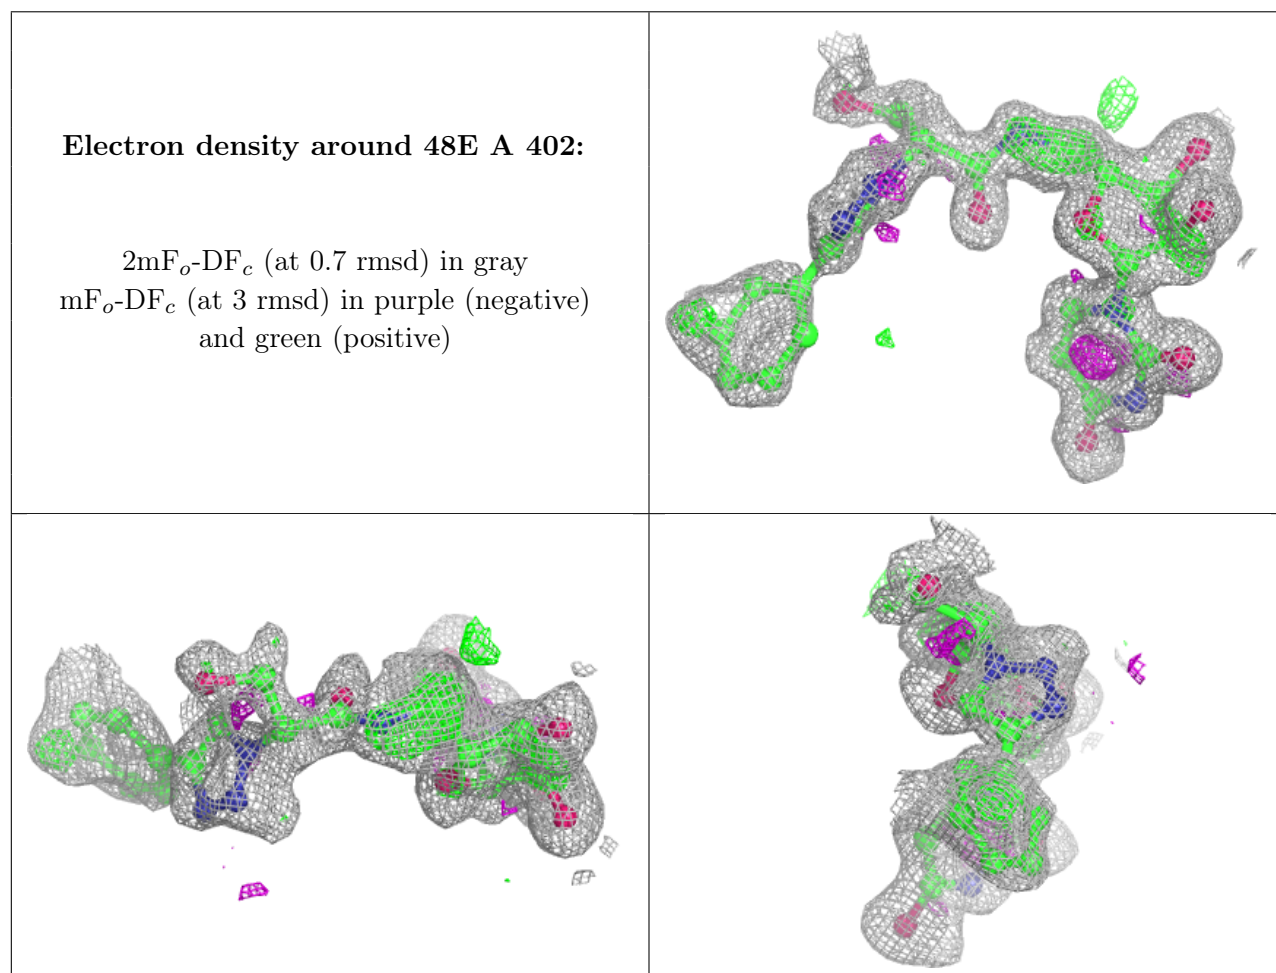 Electron density around 48E A 402:
2mFo-DFc (at 0.7 rmsd) in gray
mFo-DFc (at 3 rmsd) in purple (negative)
and green (positive)